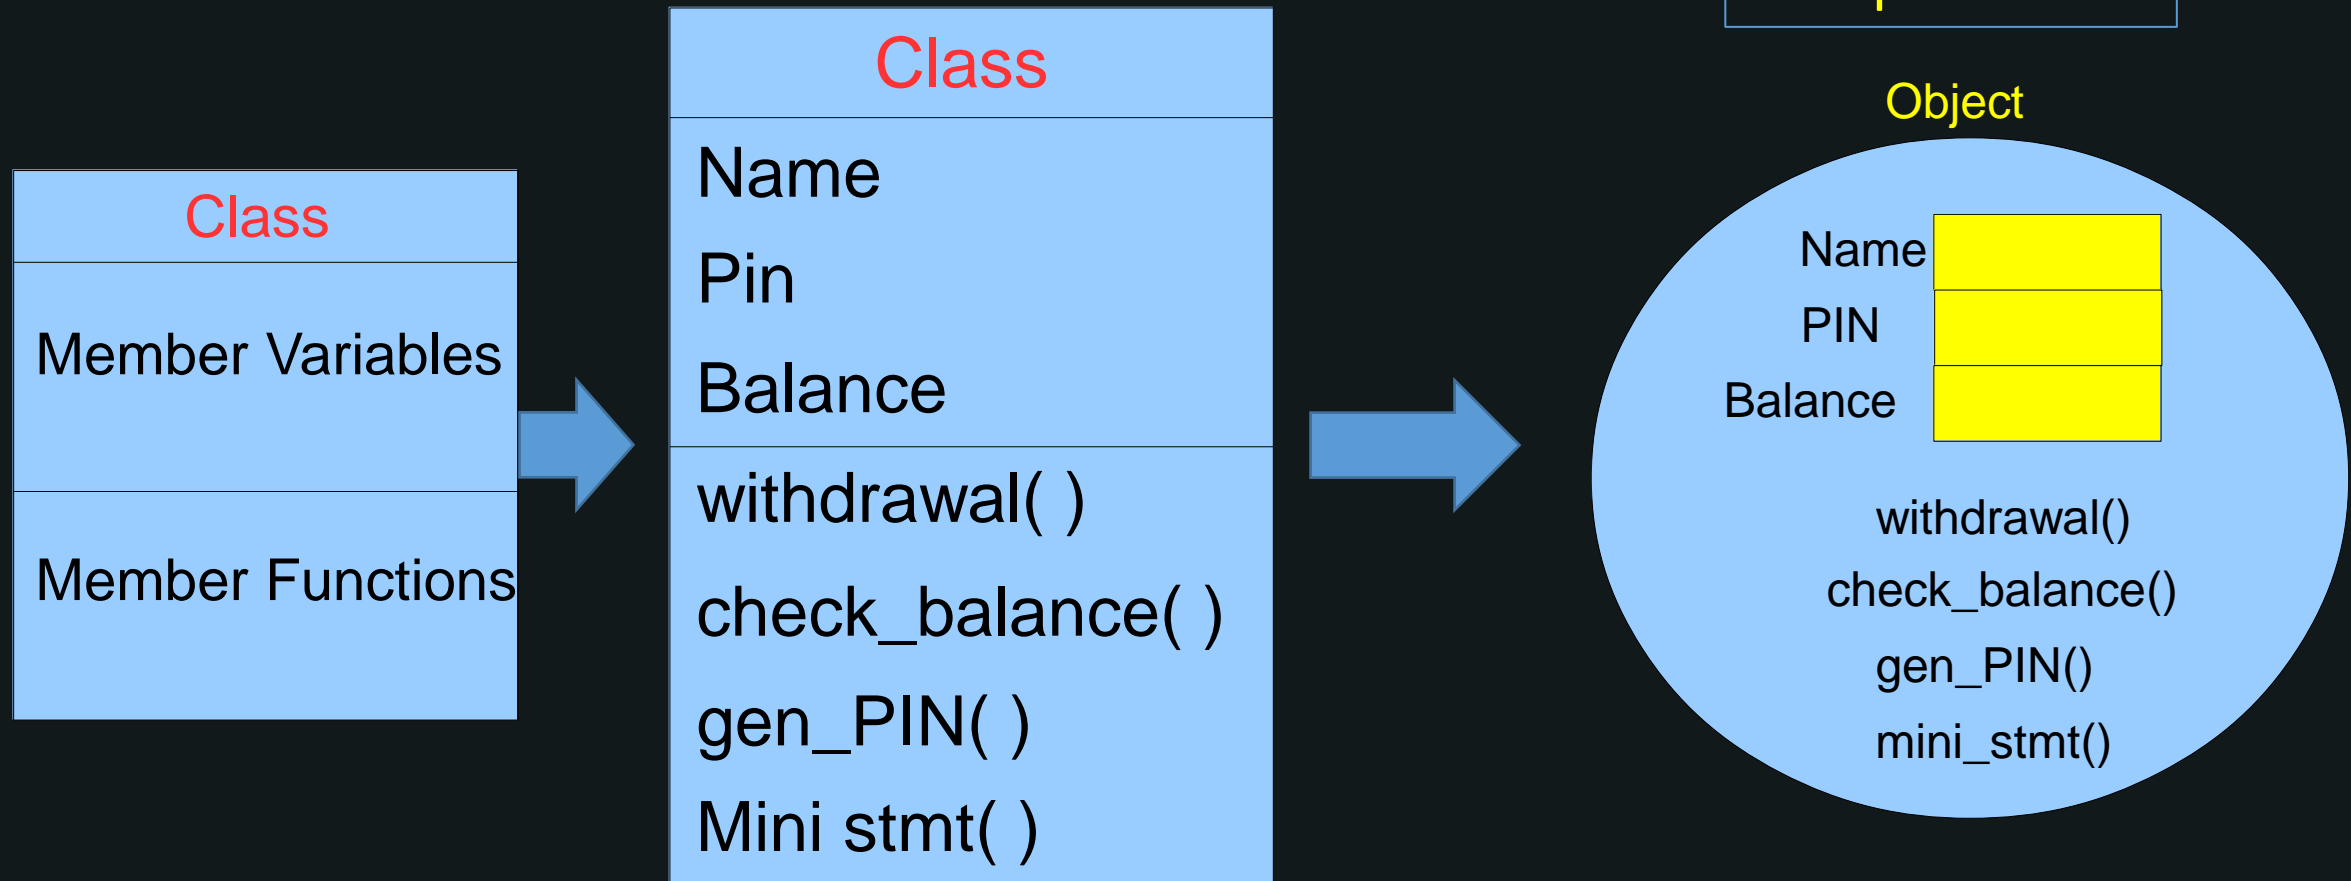 Class
Member Variables
Member Functions
Class
Name
Pin
Balance
withdrawal( )
check_balance( )
gen_PIN( )
Mini stmt( )
Object
Name
PIN
Balance
withdrawal()
check_balance()
gen_PIN()
mini_stmt()